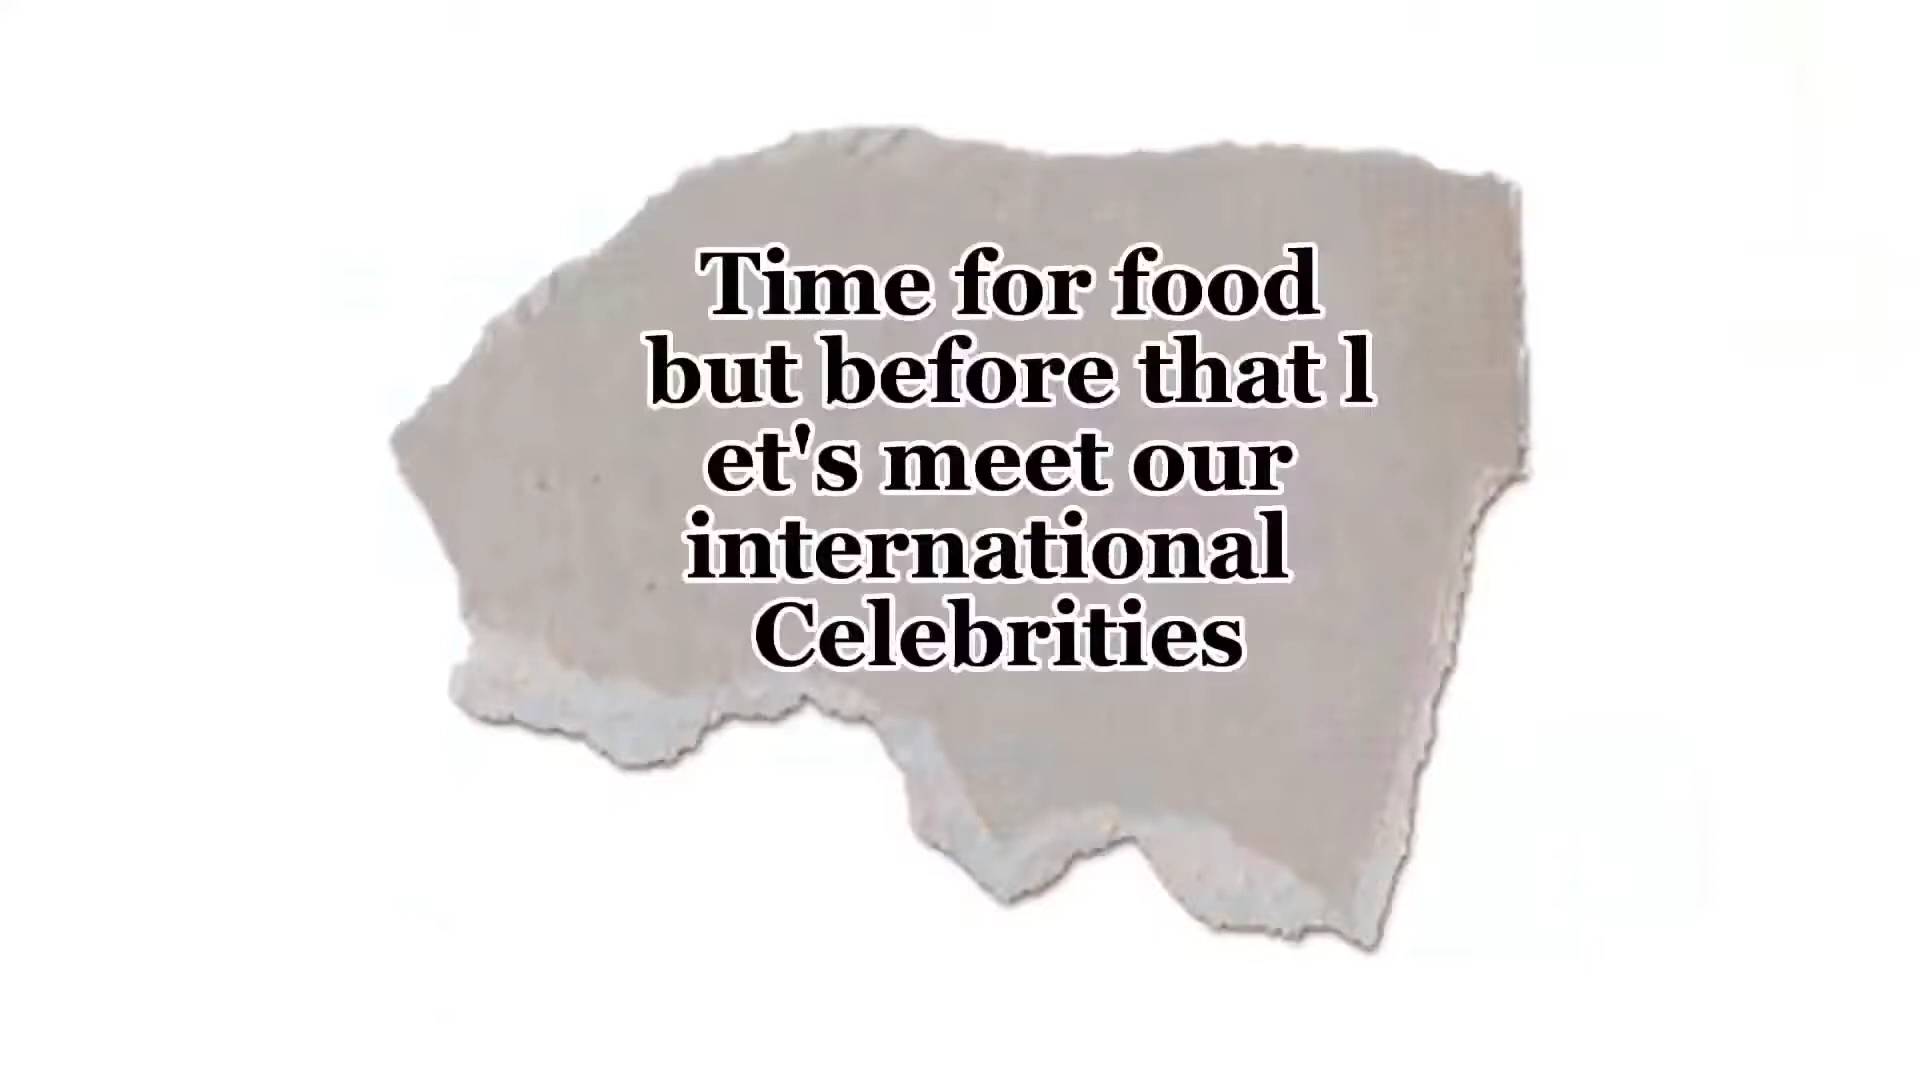 Time for food
but before that l
et's meet our
international
Celebrities